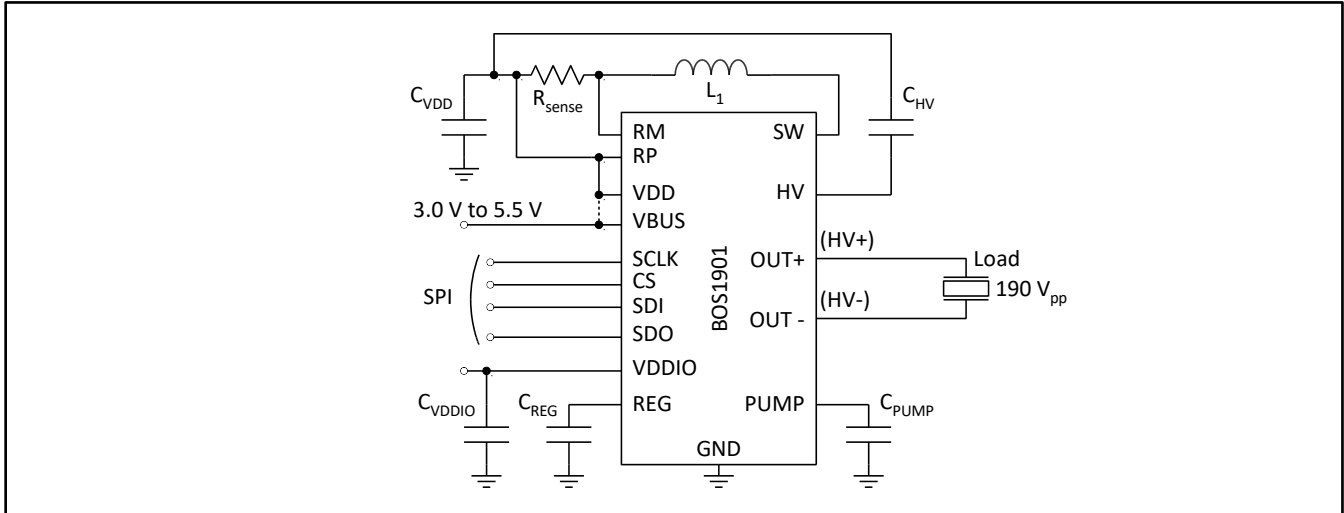 C_VDD
R_sense
L_1
C_HV
RM
SW
RP
VDD
HV
3.0 V to 5.5 V
VBUS
(HV+)
SCLK
OUT+
Load
CS
SPI
BOS1901
190 V_pp
SDI
(HV-)
OUT -
SDO
VDDIO
C_VDDIO
C_REG
REG
PUMP
C_PUMP
GND